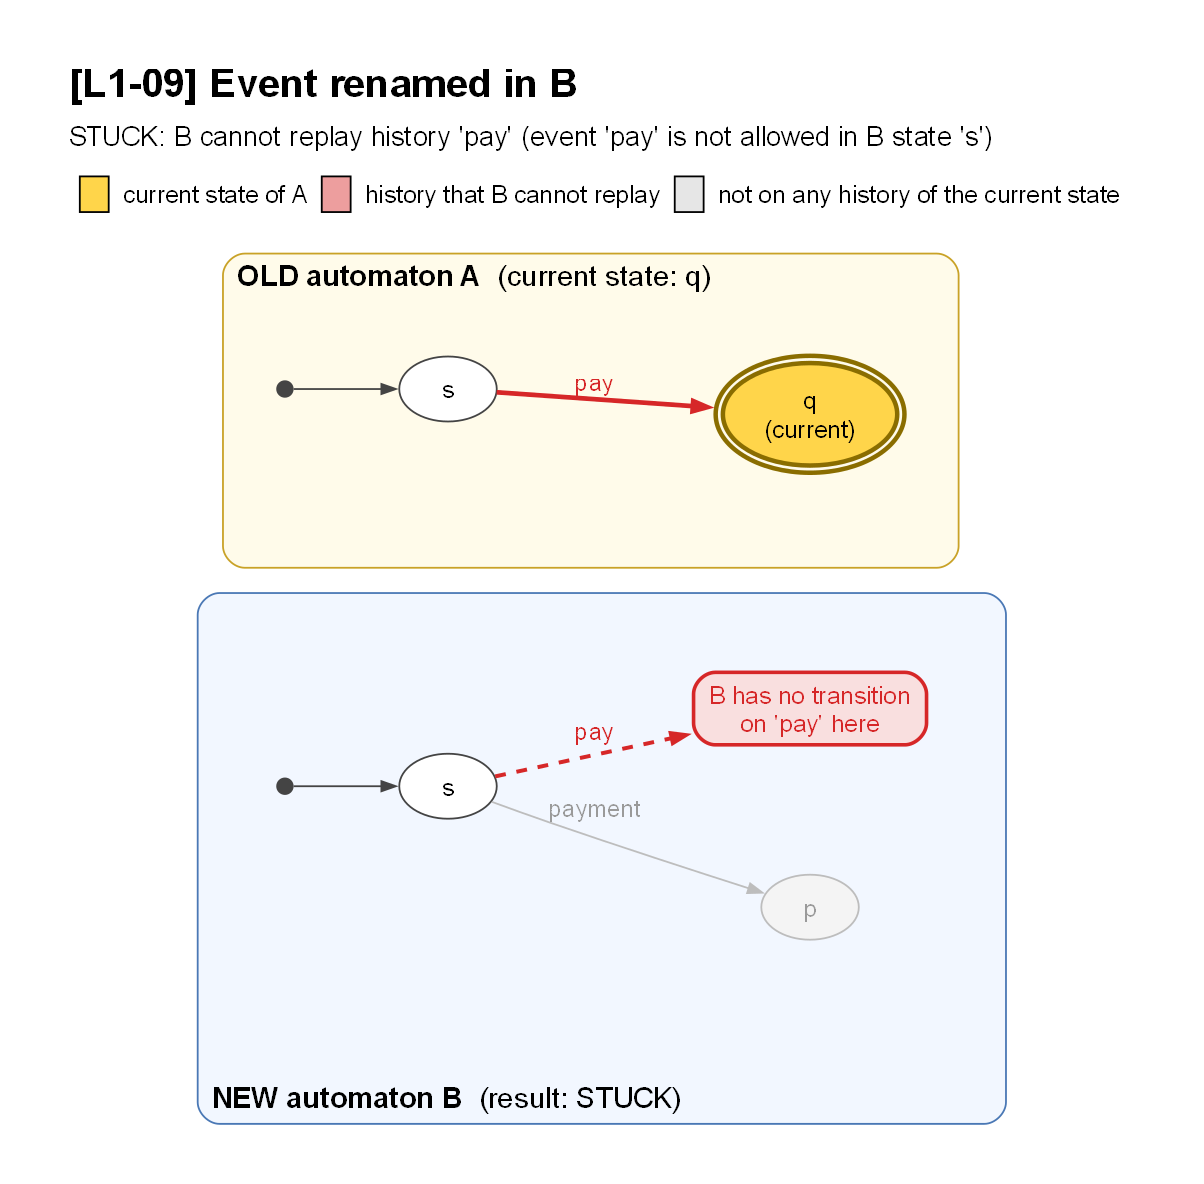 [L1-09] Event renamed in B
STUCK: B cannot replay history 'pay' (event 'pay' is not allowed in B state 's')
current state of A
history that B cannot replay
not on any history of the current state
OLD automaton A (current state: q)
s
pay
q
(current)
B has no transition
on 'pay' here
pay
s
payment
p
NEW automaton B (result: STUCK)